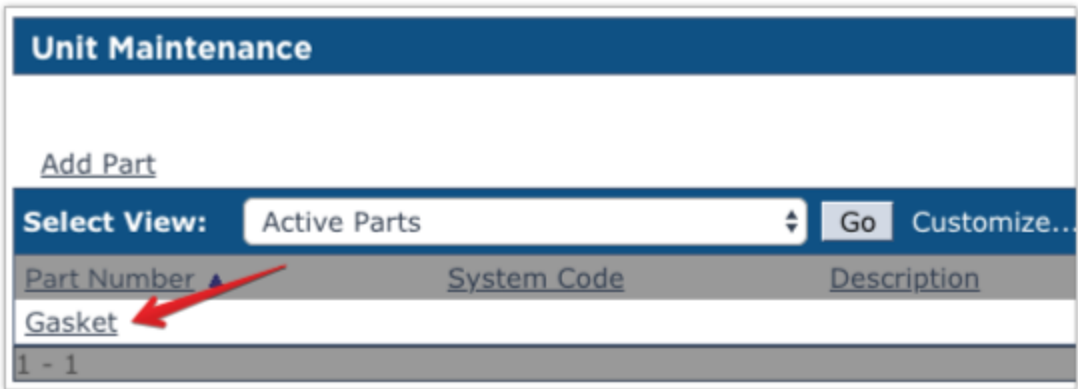 Unit Maintenance
Add Part
Select View: Active Parts Go Customize...
Part Number System Code Description
Gasket
1 - 1